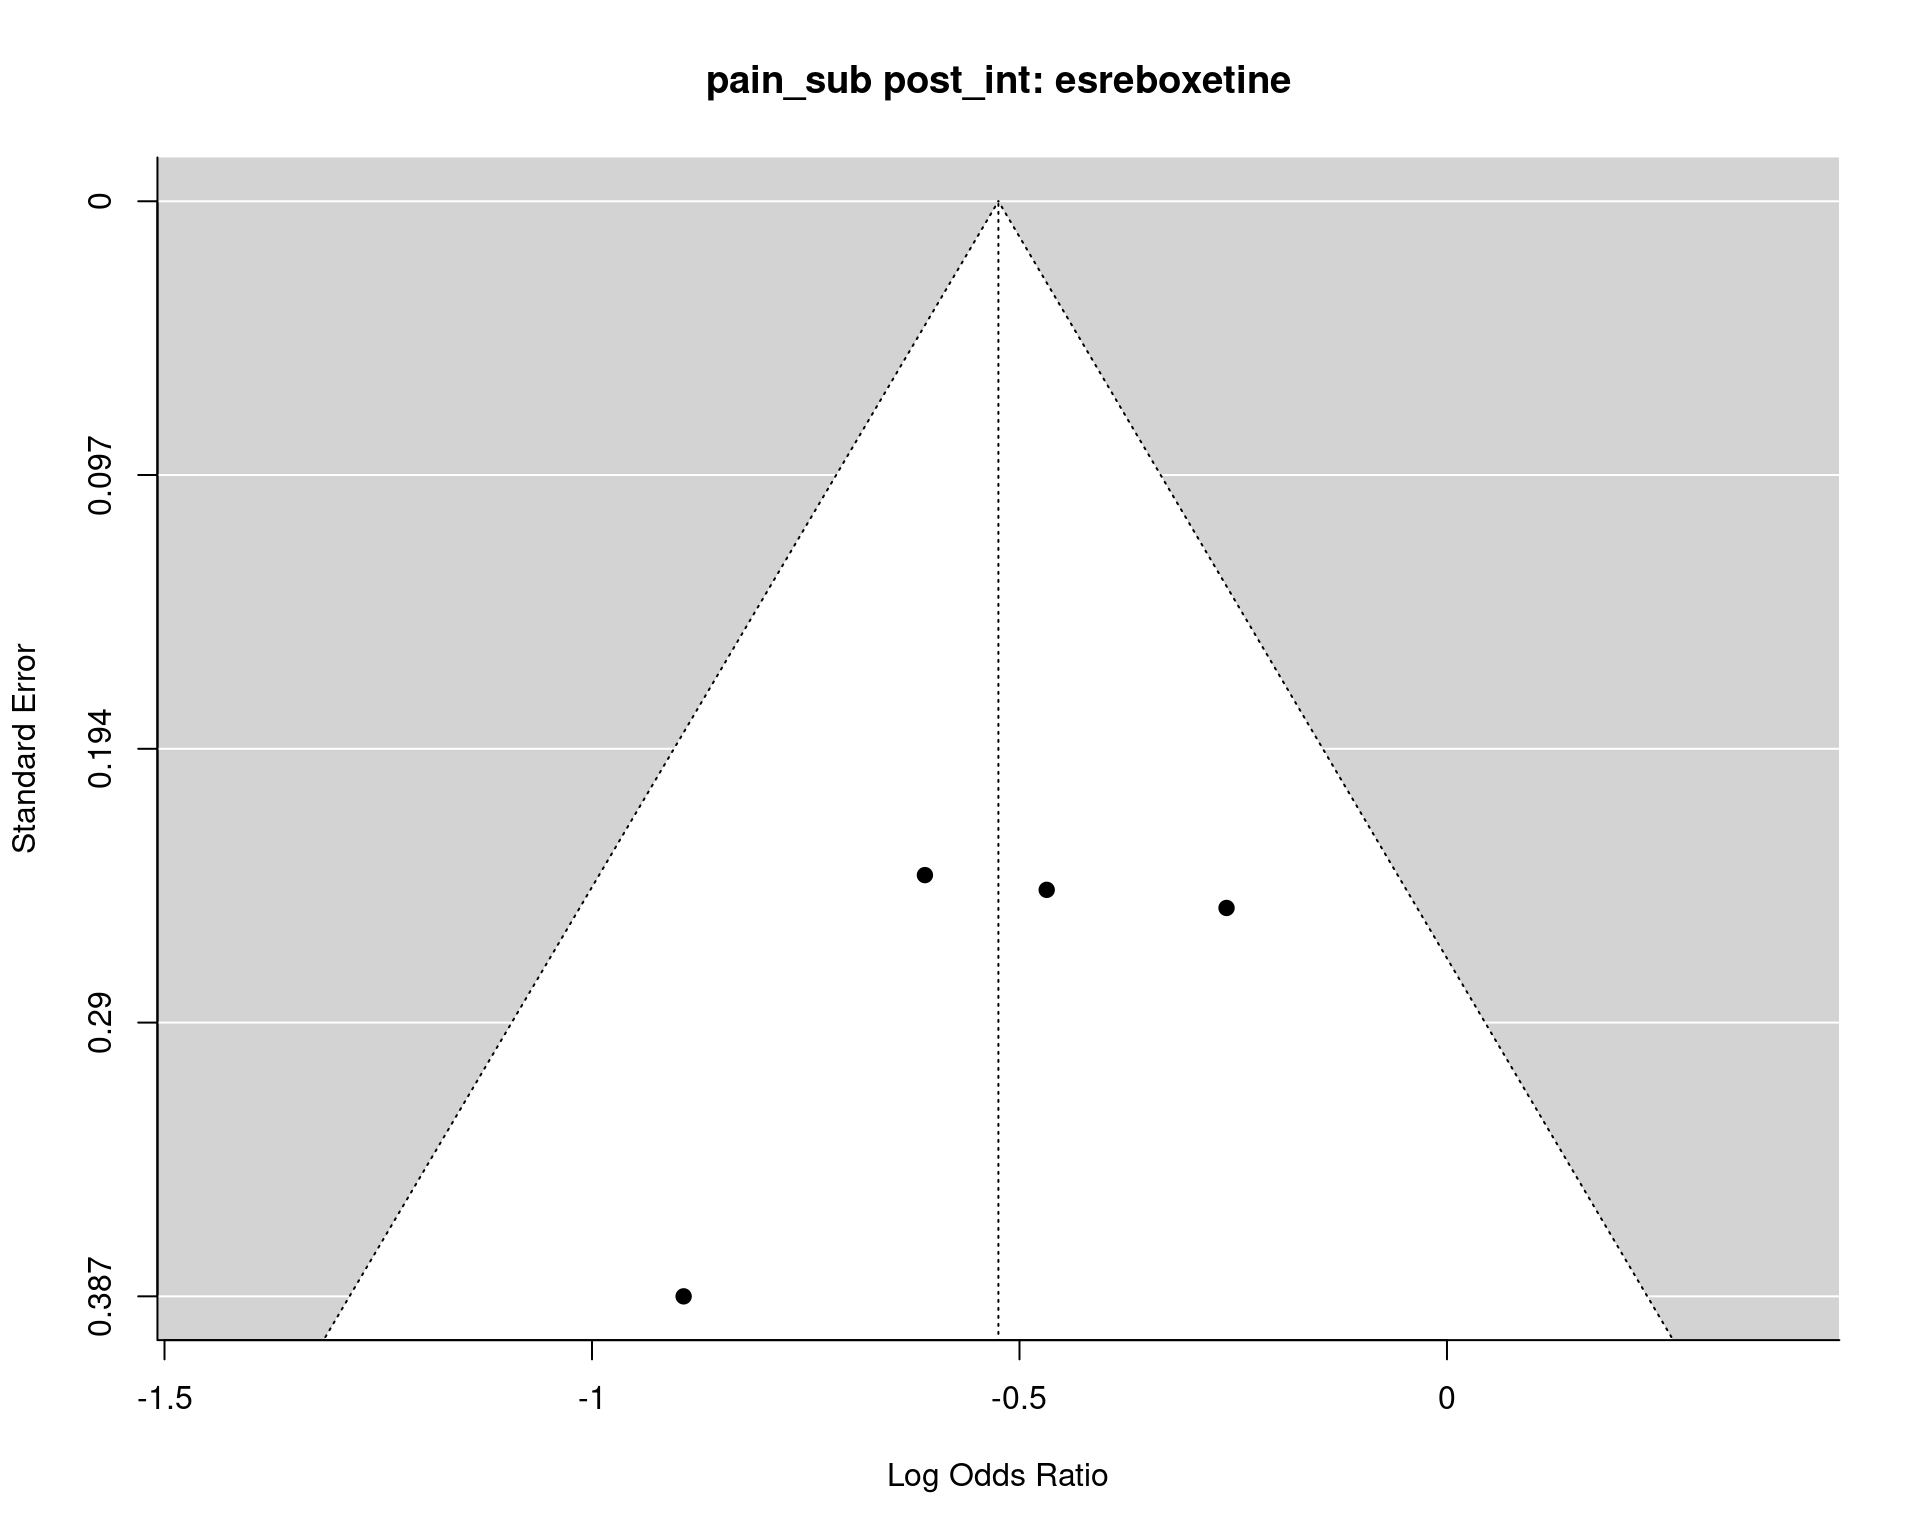 pain_sub post_int: esreboxetine
0
0.097
0.194
0.29
0.387
Standard Error
-1.5 -1 -0.5 0
Log Odds Ratio